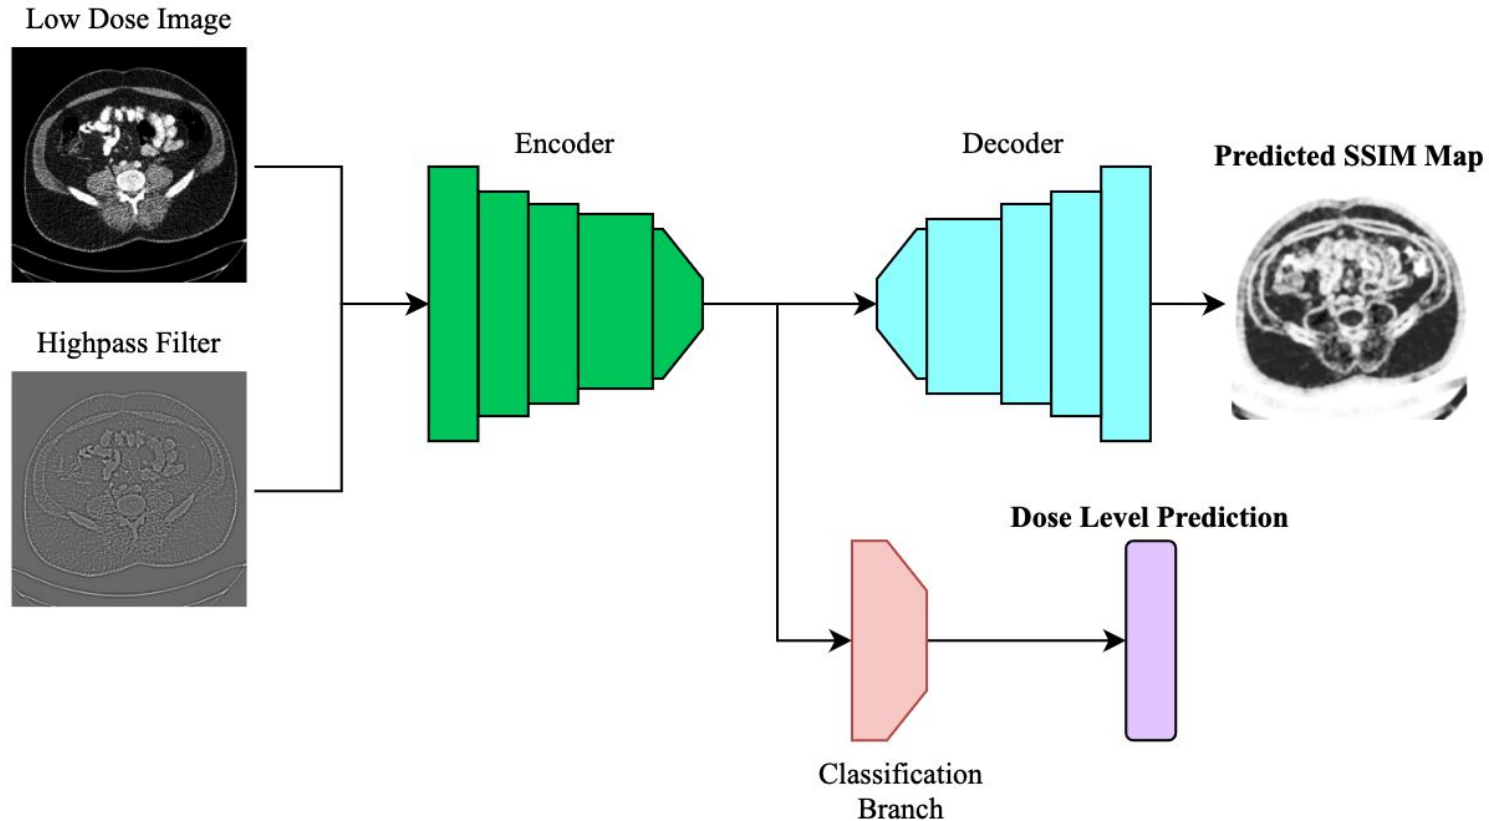 Low Dose Image
Highpass Filter
Encoder
Decoder
Predicted SSIM Map
Dose Level Prediction
Classification
Branch